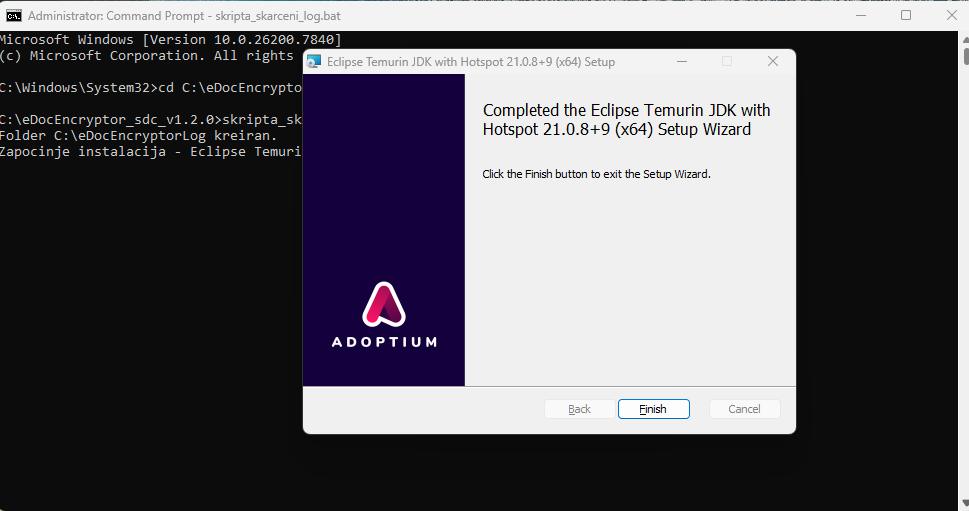 Administrator: Command Prompt - skripta_skarceni_log.bat
Microsoft Windows [Version 10.0.26200.7840]
(c) Microsoft Corporation. All rights
C:\Windows\System32>cd C:\eDocEncrypto
C:\eDocEncryptor_sdc_v1.2.0>skripta_sk
Folder C:\eDocEncryptorLog kreiran.
Zapocinje instalacija - Eclipse Temuri
Eclipse Temurin JDK with Hotspot 21.0.8+9 (x64) Setup
Completed the Eclipse Temurin JDK with
Hotspot 21.0.8+9 (x64) Setup Wizard
Click the Finish button to exit the Setup Wizard.
ADOPTIUM
Back
Finish
Cancel